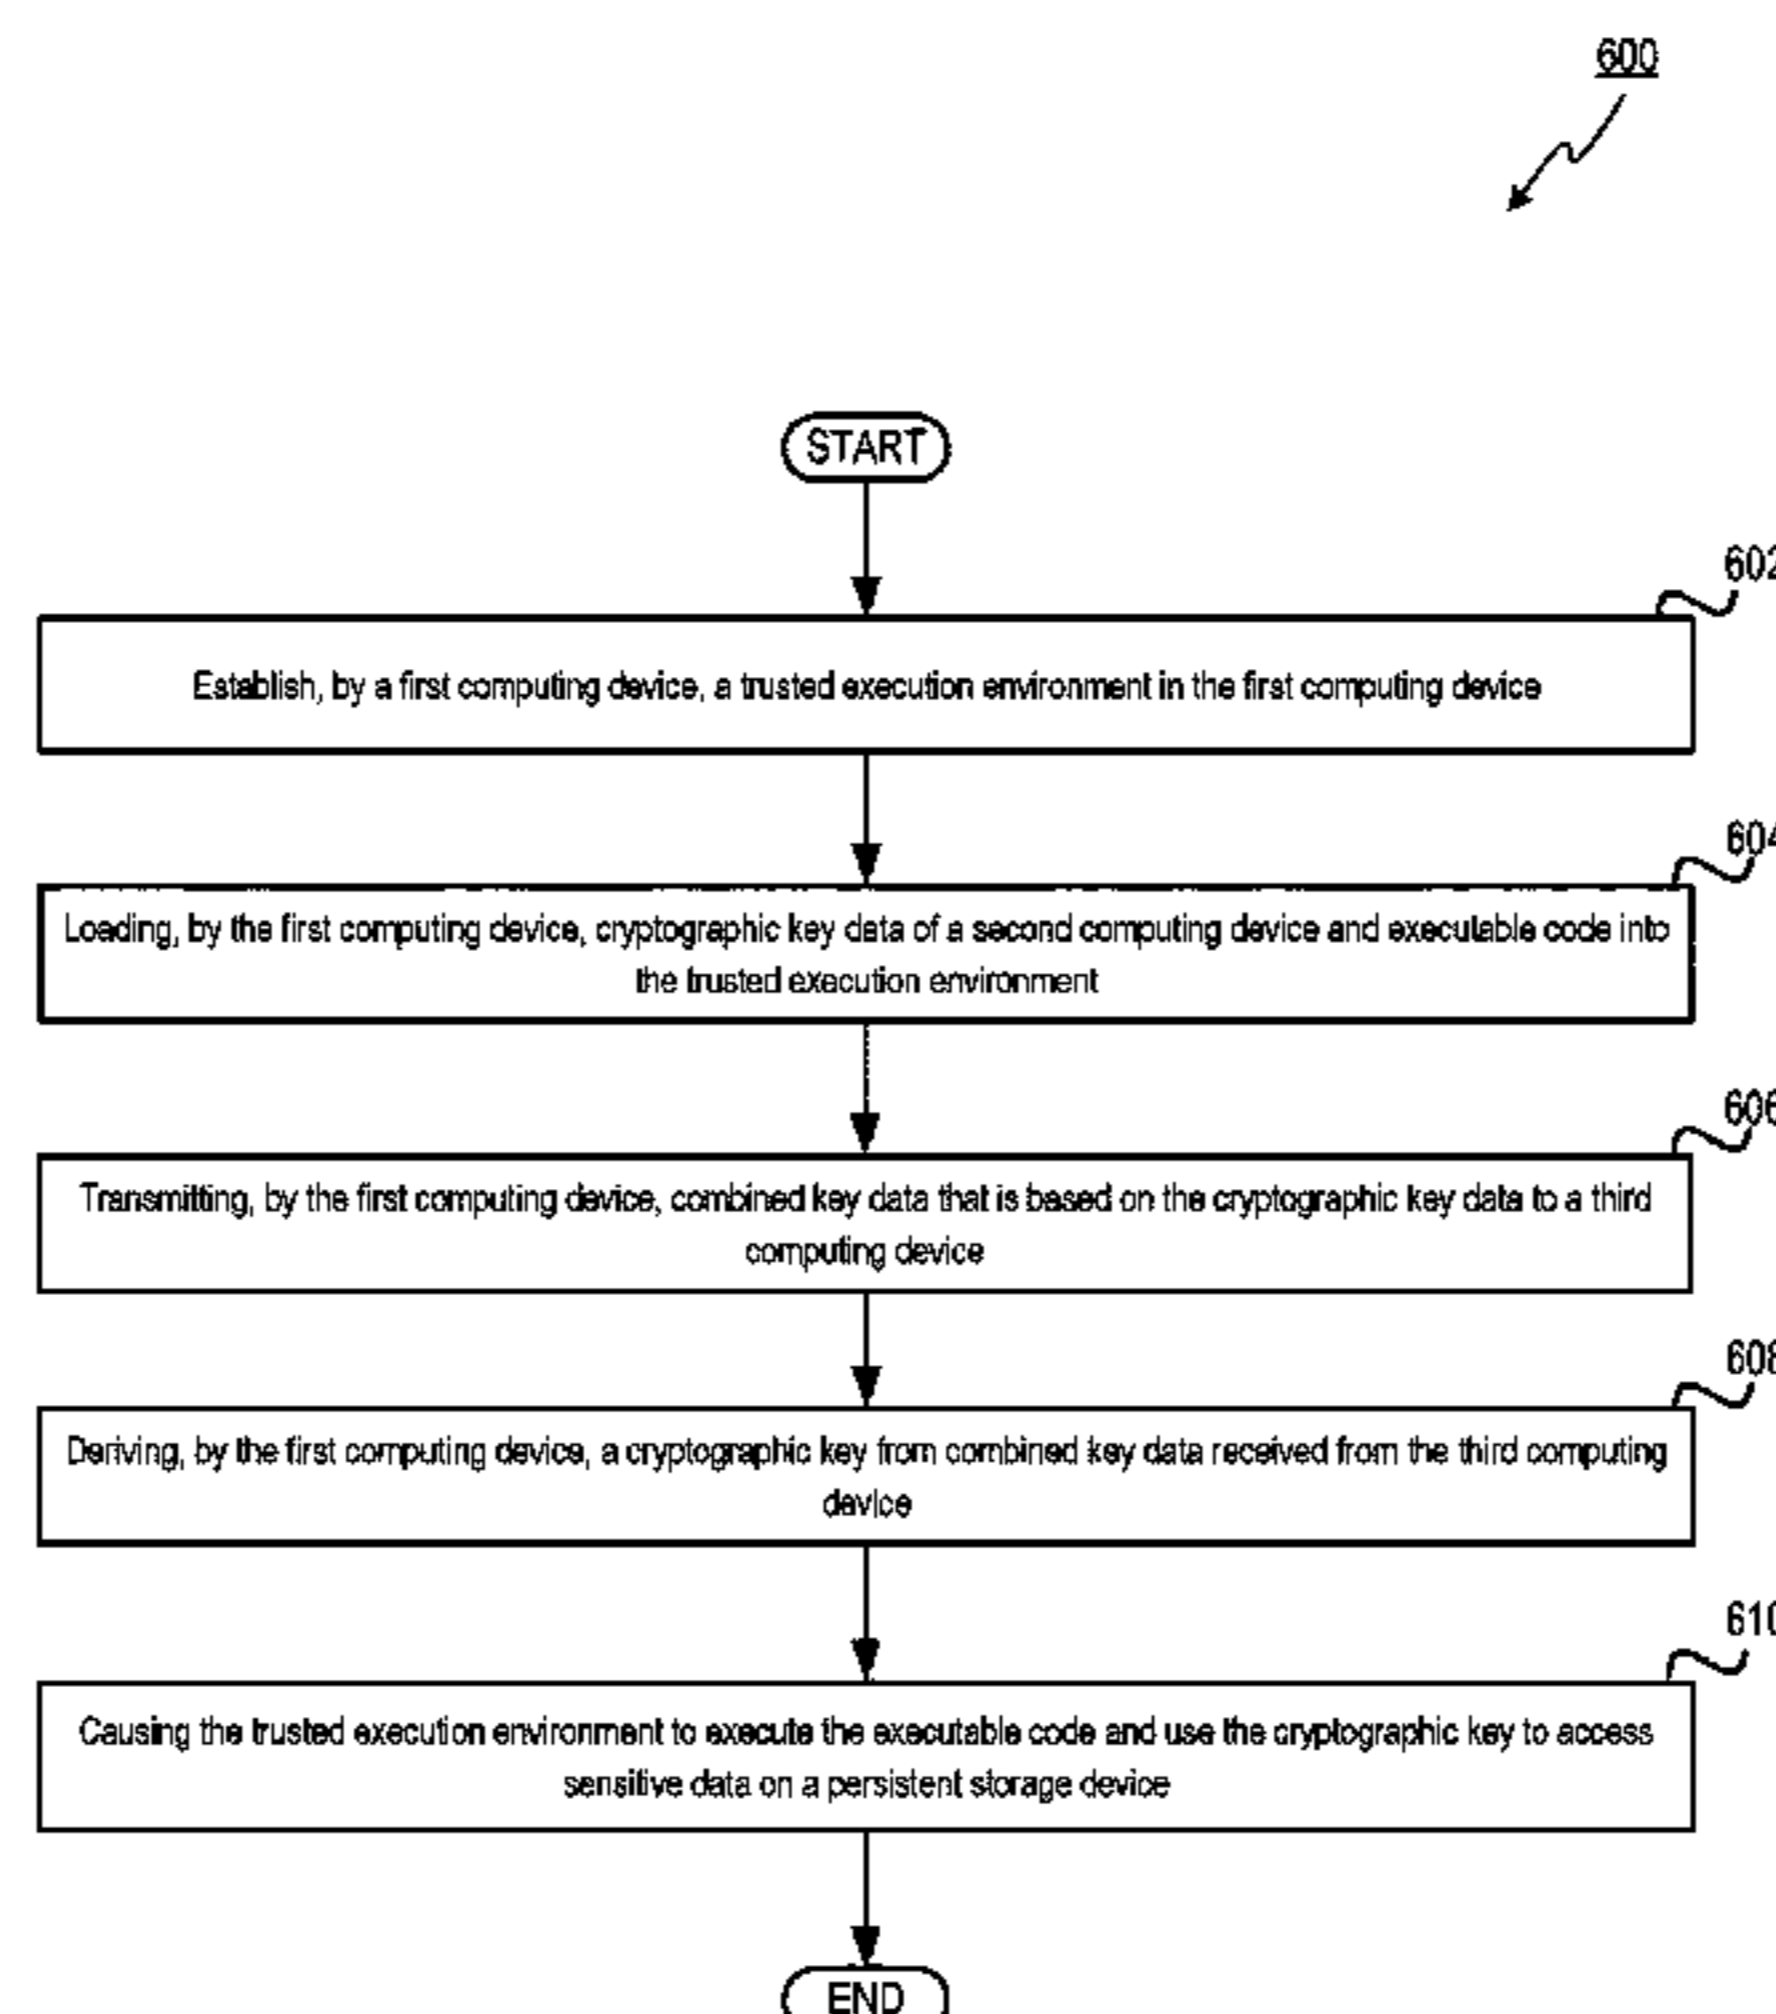 600
START
602
Establish, by a first computing device, a trusted execution environment in the first computing device
604
Loading, by the first computing device, cryptographic key data of a second computing device and executable code into
the trusted execution environment
606
Transmitting, by the first computing device, combined key data that is based on the cryptographic key data to a third
computing device
608
Deriving, by the first computing device, a cryptographic key from combined key data received from the third computing
device
610
Causing the trusted execution environment to execute the executable code and use the cryptographic key to access
sensitive data on a persistent storage device
END